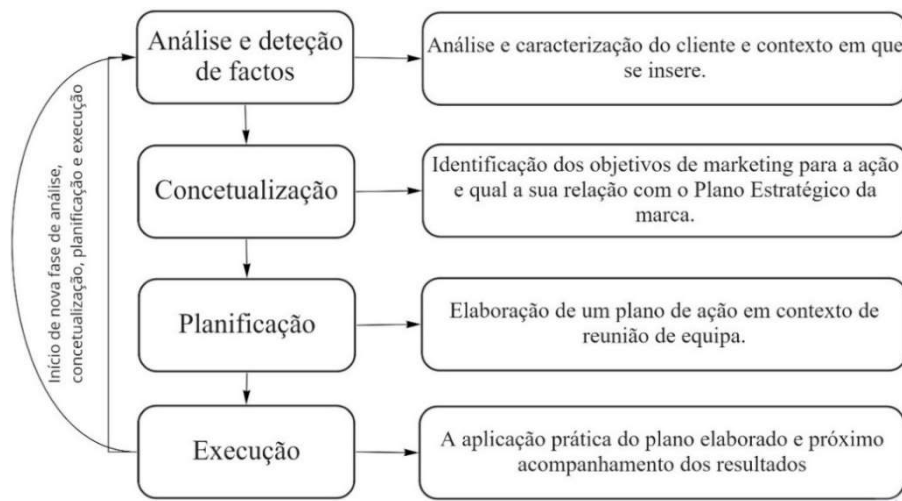 Análise e deteção
de factos
Análise e caracterização do cliente e contexto em que
se insere.
Concetualização
Identificação dos objetivos de marketing para a ação
e qual a sua relação com o Plano Estratégico da
marca.
Planificação
Elaboração de um plano de ação em contexto de
reunião de equipa.
Execução
A aplicação prática do plano elaborado e próximo
acompanhamento dos resultados
Início de nova fase de análise,
concetualização, planificação e execução